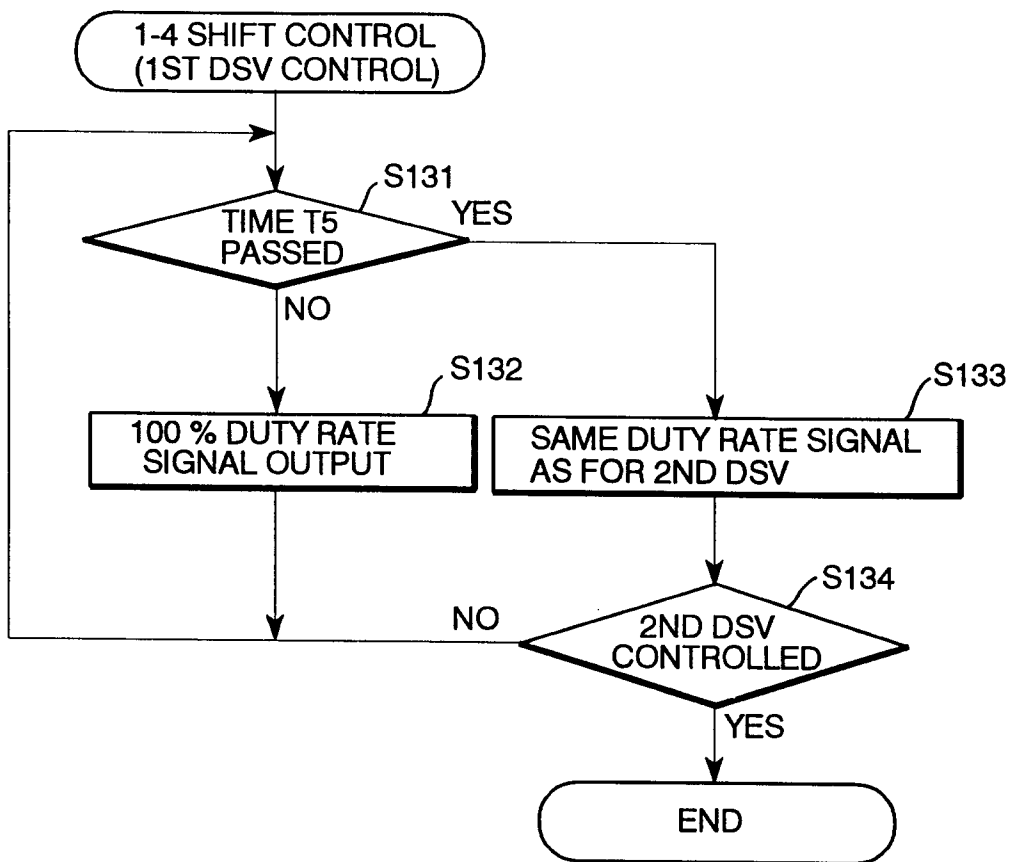 1-4 SHIFT CONTROL
(1ST DSV CONTROL)
S131
TIME T5
PASSED
YES
NO
S132
100 % DUTY RATE
SIGNAL OUTPUT
S133
SAME DUTY RATE SIGNAL
AS FOR 2ND DSV
S134
NO
2ND DSV
CONTROLLED
YES
END